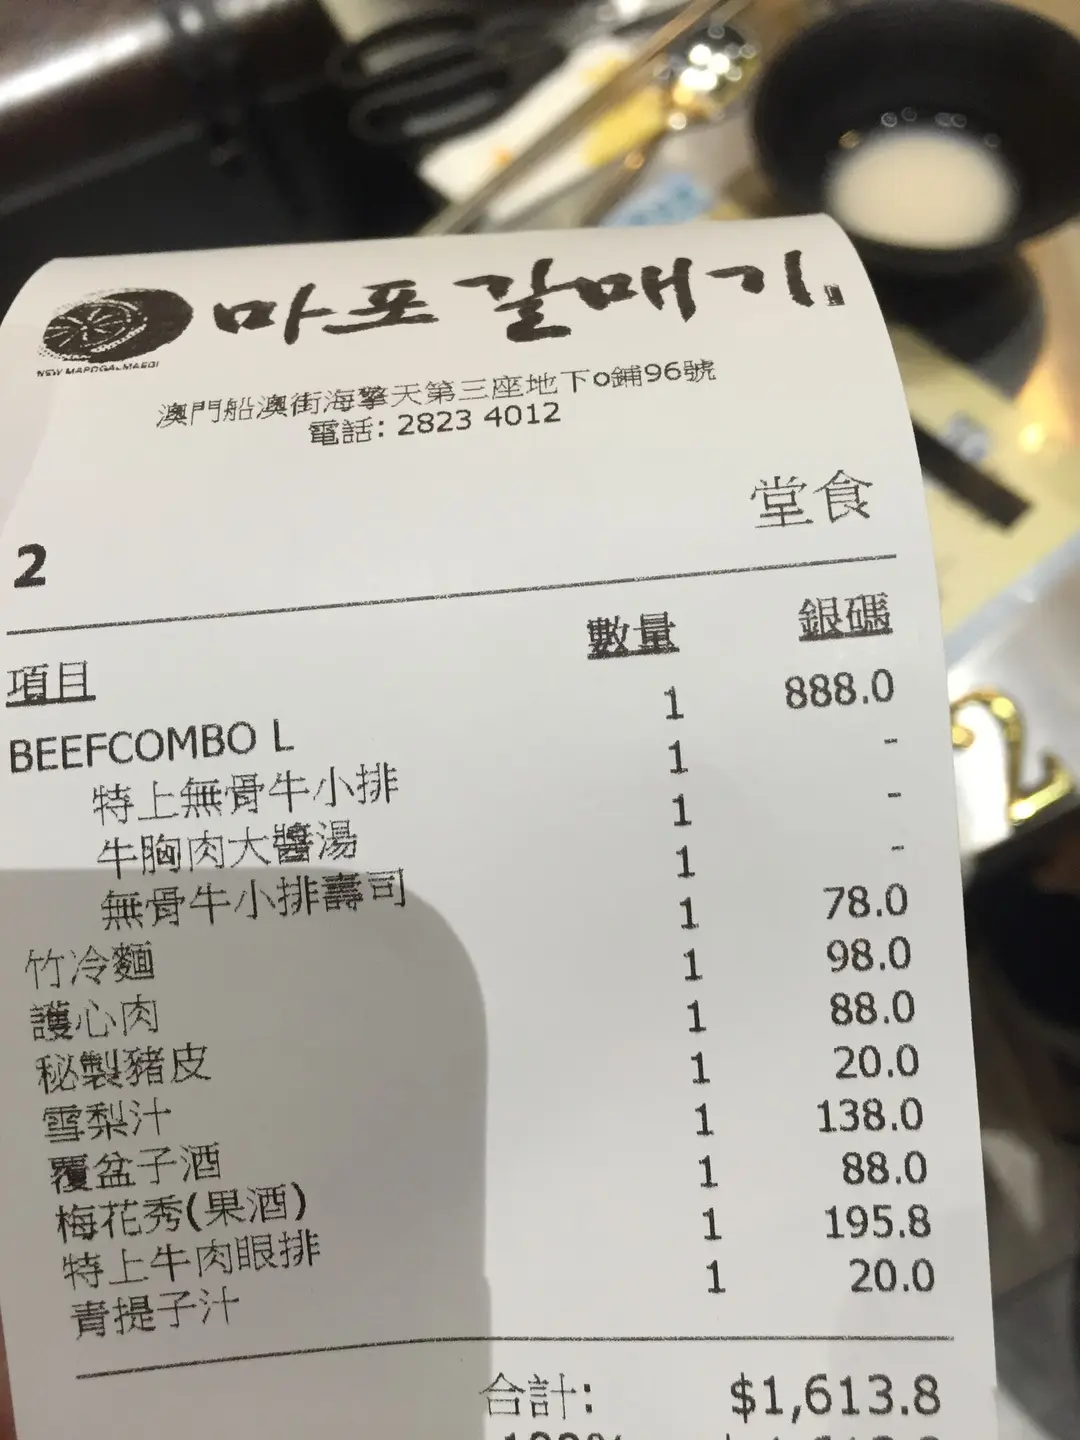 마포갈매기
NEW MAPOGALMAEGI
澳門船澳街海擎天第三座地下o鋪96號
電話: 2823 4012
堂食
2
項目 數量 銀碼
BEEFCOMBO L 1 888.0
特上無骨牛小排 1 -
牛胸肉大醬湯 1 -
無骨牛小排壽司 1 -
竹冷麵 1 78.0
護心肉 1 98.0
秘製豬皮 1 88.0
雪梨汁 1 20.0
覆盆子酒 1 138.0
梅花秀(果酒) 1 88.0
特上牛肉眼排 1 195.8
青提子汁 1 20.0
合計: $1,613.8